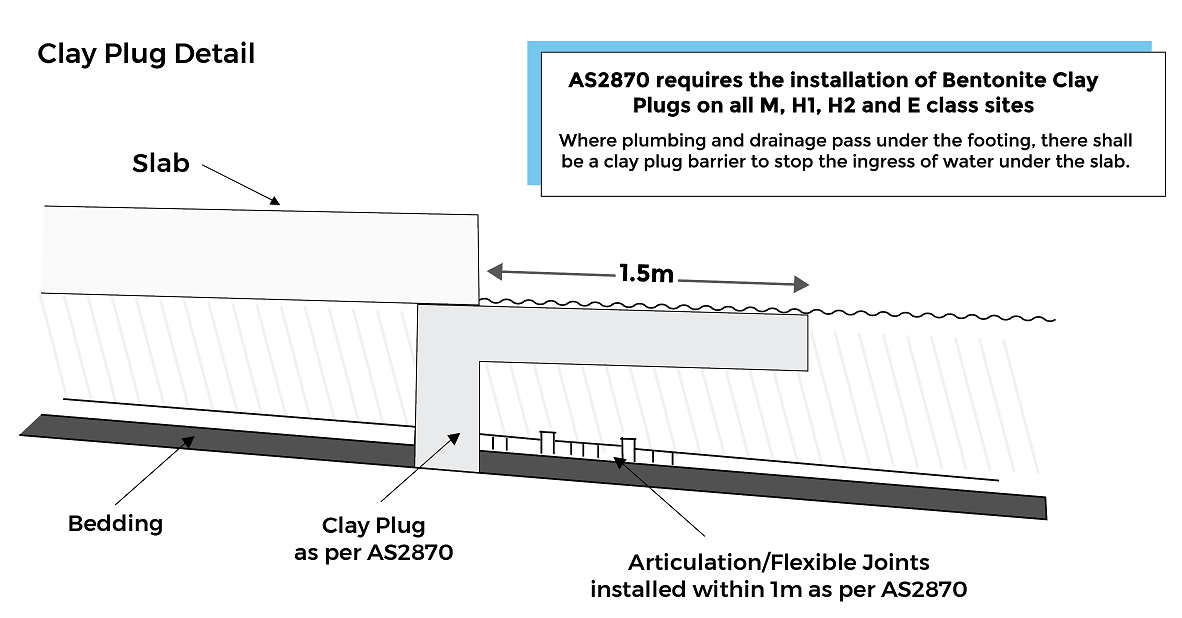 Clay Plug Detail
AS2870 requires the installation of Bentonite Clay
Plugs on all M, H1, H2 and E class sites
Where plumbing and drainage pass under the footing, there shall
be a clay plug barrier to stop the ingress of water under the slab.
Slab
1.5m
Bedding
Clay Plug
as per AS2870
Articulation/Flexible Joints
installed within 1m as per AS2870